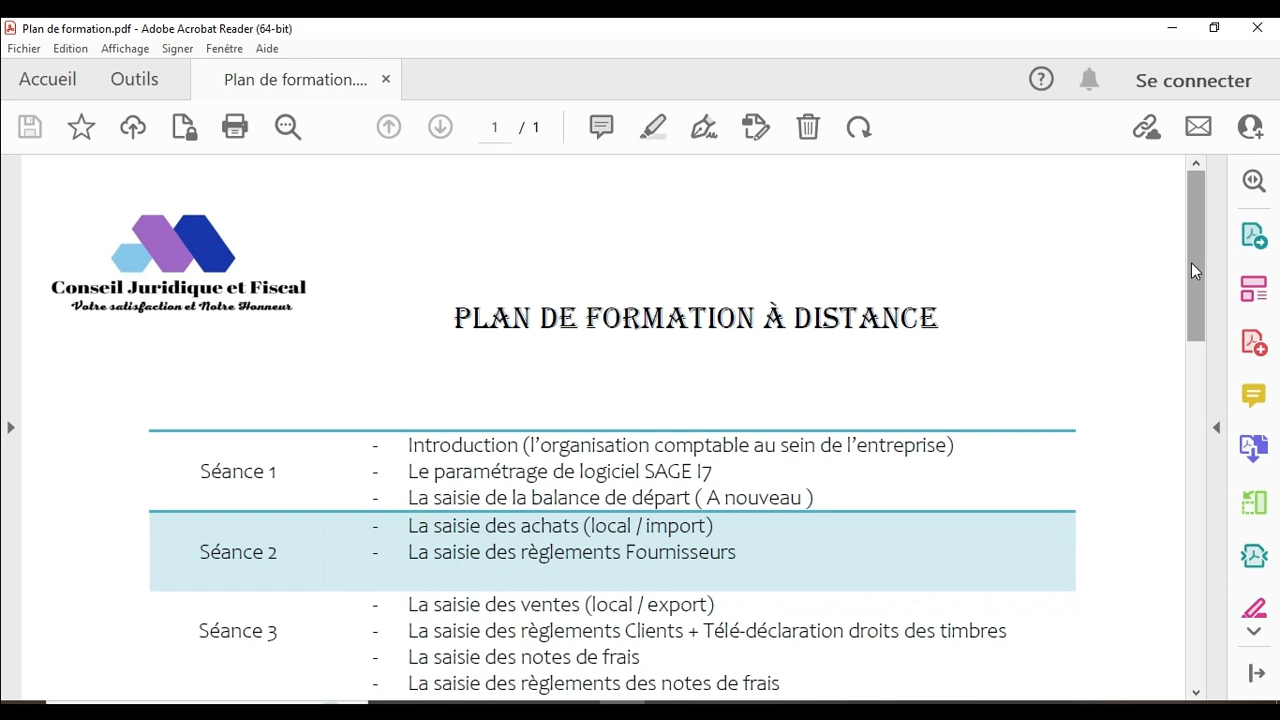 Plan de formation.pdf - Adobe Acrobat Reader (64-bit)
Fichier Edition Affichage Signer Fenêtre Aide
Accueil Outils Plan de formation.... × Se connecter
1 / 1
Conseil Juridique et Fiscal
Votre satisfaction et Notre Honneur
PLAN DE FORMATION À DISTANCE
- Introduction (l'organisation comptable au sein de l'entreprise)
Séance 1 - Le paramétrage de logiciel SAGE I7
- La saisie de la balance de départ ( A nouveau )
- La saisie des achats (local / import)
Séance 2 - La saisie des règlements Fournisseurs
- La saisie des ventes (local / export)
Séance 3 - La saisie des règlements Clients + Télé-déclaration droits des timbres
- La saisie des notes de frais
- La saisie des règlements des notes de frais